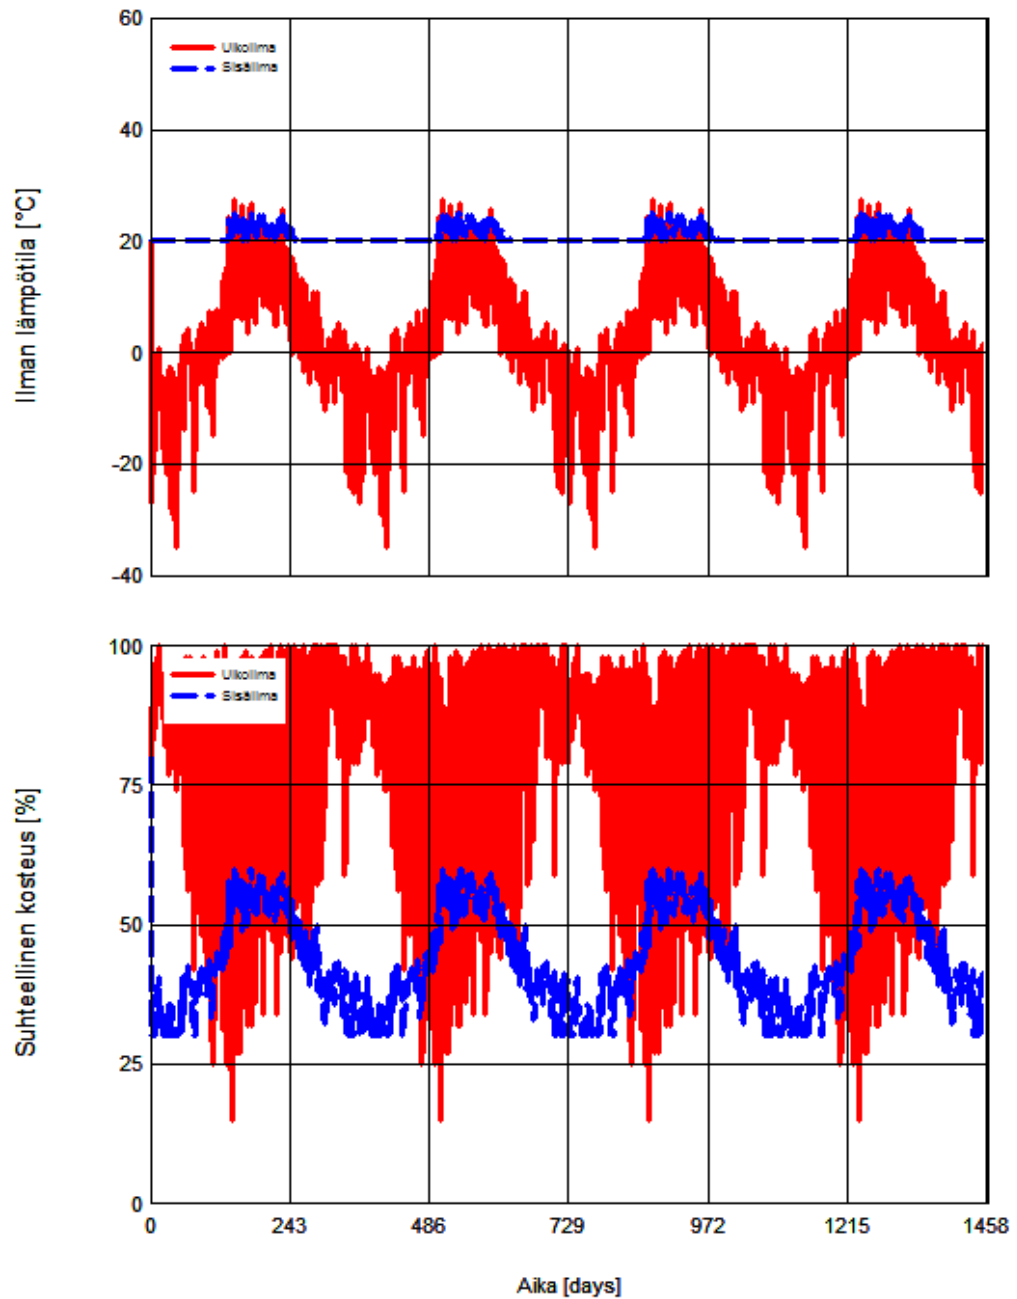 60
Ulkoilma
Sisäilma
40
20
0
-20
-40
Ilman lämpötila [°C]
100
Ulkoilma
Sisäilma
75
50
25
0
Suhteellinen kosteus [%]
0 243 486 729 972 1215 1458
Aika [days]